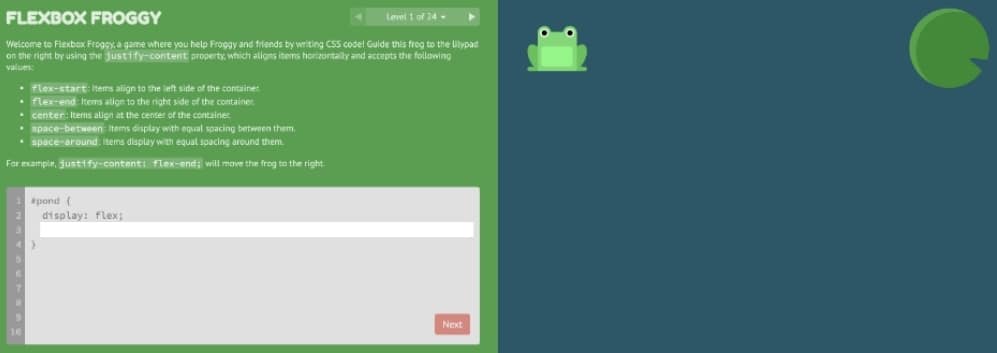 FLEXBOX FROGGY
Level 1 of 24
Welcome to Flexbox Froggy, a game where you help Froggy and friends by writing CSS code! Guide this frog to the lilypad
on the right by using the justify-content property, which aligns items horizontally and accepts the following
values:
• flex-start: Items align to the left side of the container.
• flex-end: Items align to the right side of the container.
• center: Items align at the center of the container.
• space-between: Items display with equal spacing between them.
• space-around: Items display with equal spacing around them.
For example, justify-content: flex-end; will move the frog to the right.
1 #pond {
2 display: flex;
3
4 }
5
6
7
8
9
10
Next